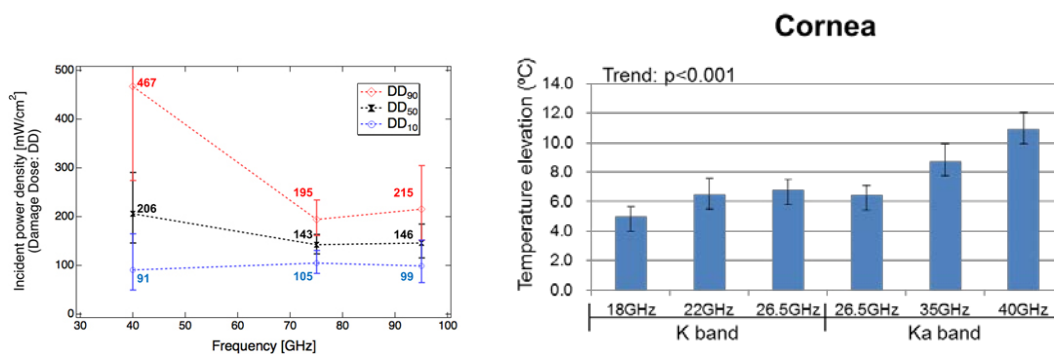 Incident power density [mW/cm²]
(Damage Dose: DD)
500
400
300
200
100
0
467
206
91
195
143
105
215
146
99
DD₉₀
DD₅₀
DD₁₀
30 40 50 60 70 80 90 100
Frequency [GHz]
Cornea
Trend: p<0.001
Temperature elevation (ºC)
14.0
12.0
10.0
8.0
6.0
4.0
2.0
0.0
18GHz 22GHz 26.5GHz 26.5GHz 35GHz 40GHz
K band Ka band